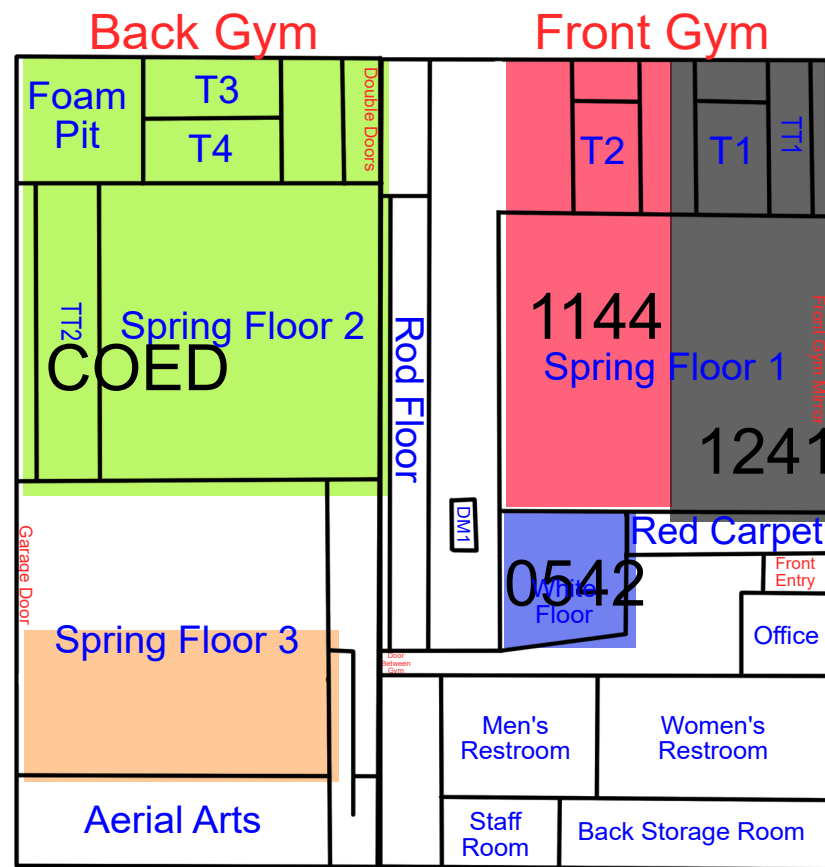 Back Gym
Front Gym
Foam
Pit
T3
T4
Double Doors
T2
T1
TT1
TT2
Spring Floor 2
COED
Rod Floor
1144
Spring Floor 1
Front Gym Mirror
1241
DM1
Red Carpet
Garage Door
0542
White
Floor
Front
Entry
Spring Floor 3
Office
Door
Between
Gym
Men's
Restroom
Women's
Restroom
Aerial Arts
Staff
Room
Back Storage Room